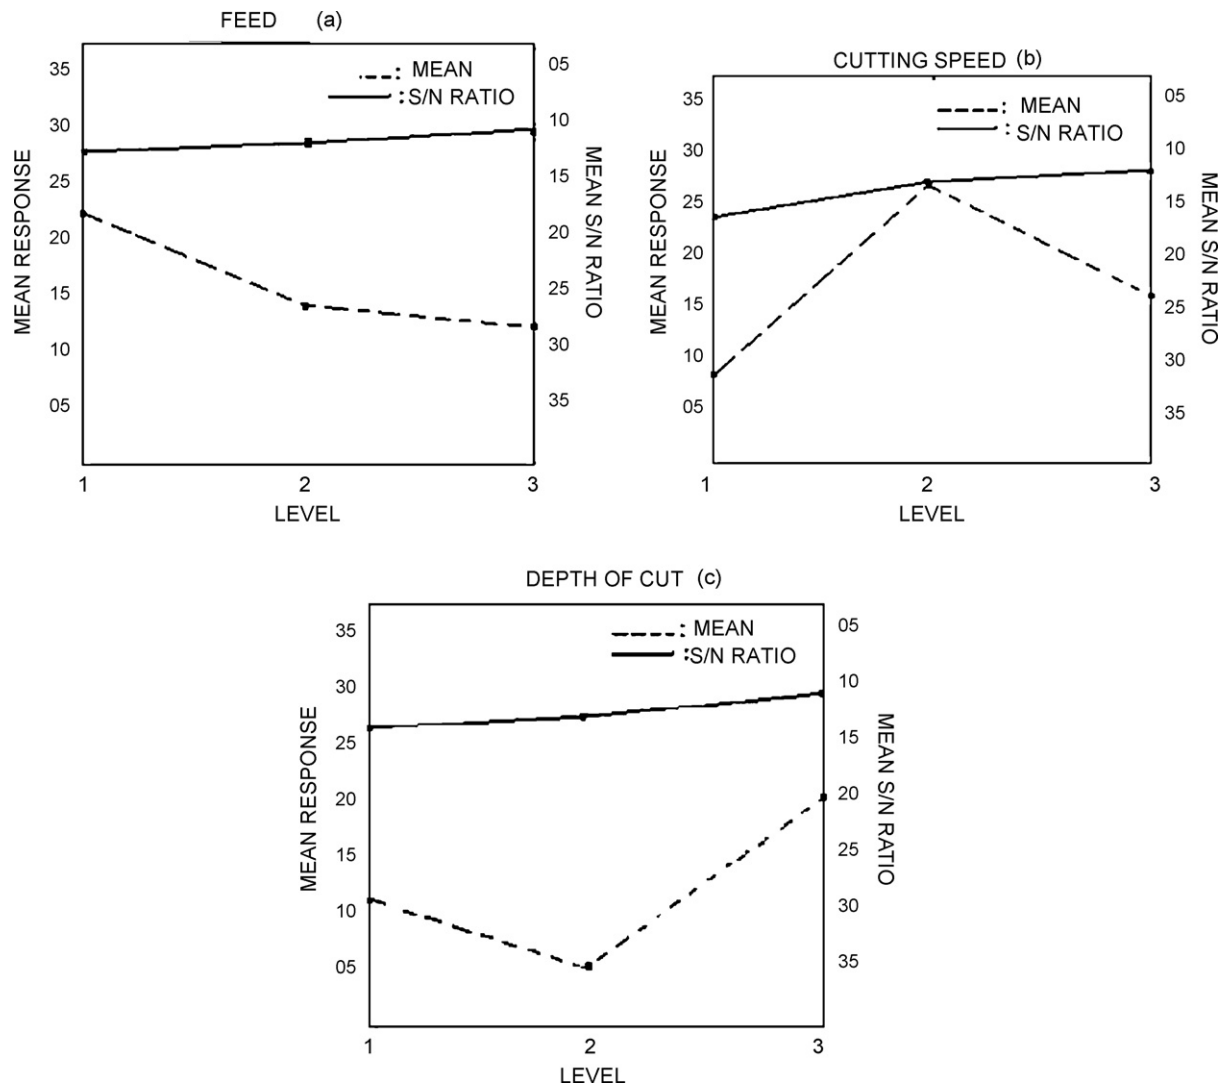 FEED (a)
35
30
25
20
15
10
05
MEAN RESPONSE
: MEAN
: S/N RATIO
05
10
15
20
25
30
35
MEAN S/N RATIO
1 2 3
LEVEL
CUTTING SPEED (b)
35
30
25
20
15
10
05
MEAN RESPONSE
: MEAN
: S/N RATIO
05
10
15
20
25
30
35
MEAN S/N RATIO
1 2 3
LEVEL
DEPTH OF CUT (c)
35
30
25
20
15
10
05
MEAN RESPONSE
: MEAN
: S/N RATIO
05
10
15
20
25
30
35
MEAN S/N RATIO
1 2 3
LEVEL